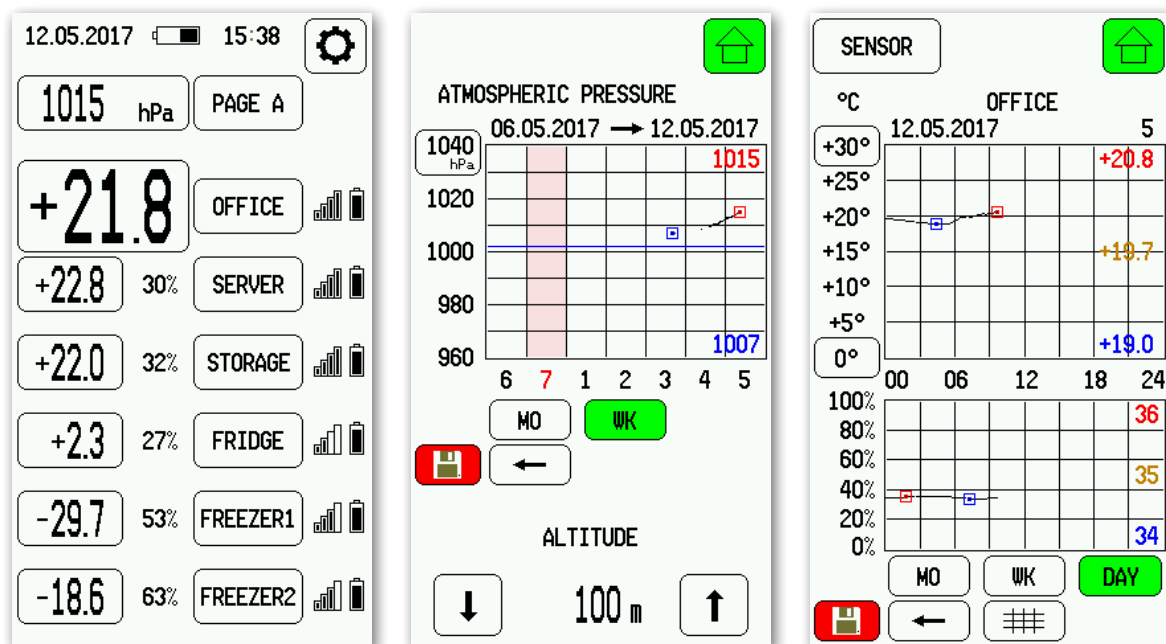 12.05.2017 15:38
1015 hPa PAGE A
+21.8 OFFICE
+22.8 30% SERVER
+22.0 32% STORAGE
+2.3 27% FRIDGE
-29.7 53% FREEZER1
-18.6 63% FREEZER2
ATMOSPHERIC PRESSURE
06.05.2017 → 12.05.2017
1040 hPa
1015
1020
1000
980
960
1007
6 7 1 2 3 4 5
MO WK
←
ALTITUDE
↓ 100 m ↑
SENSOR
°C OFFICE
12.05.2017 5
+30°
+20.8
+25°
+20°
+15° +19.7
+10°
+5°
+19.0
0°
00 06 12 18 24
100% 36
80%
60%
35
40%
20% 34
0%
MO WK DAY
←